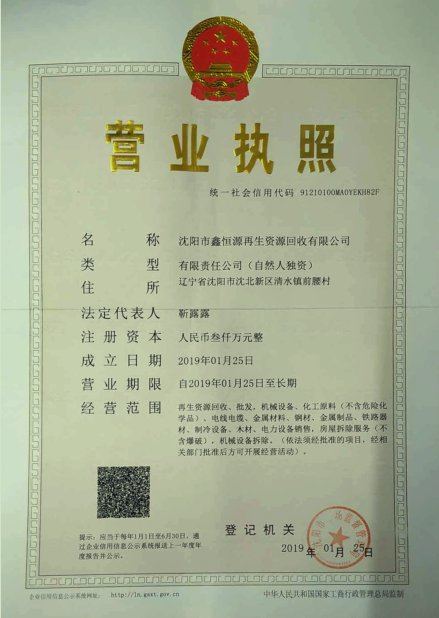 营业执照
统一社会信用代码 91210100MA0YEKH82F
名称 沈阳市鑫恒源再生资源回收有限公司
类型 有限责任公司（自然人独资）
住所 辽宁省沈阳市沈北新区清水镇前腰村
法定代表人 靳露露
注册资本 人民币叁仟万元整
成立日期 2019年01月25日
营业期限 自2019年01月25日至长期
经营范围 再生资源回收、批发，机械设备、化工原料（不含危险化
学品）、电线电缆、金属材料、钢材、金属制品、铁路器
材、制冷设备、木材、电力设备销售，房屋拆除服务（不
含爆破），机械设备拆除。（依法须经批准的项目，经相
关部门批准后方可开展经营活动）。
登记机关
2019年01月25日
提示：应当于每年1月1日至6月30日，通
过企业信用信息公示系统报送上一年度年
度报告并公示。
企业信用信息公示系统网址： http://ln.gsxt.gov.cn
中华人民共和国国家工商行政管理总局监制